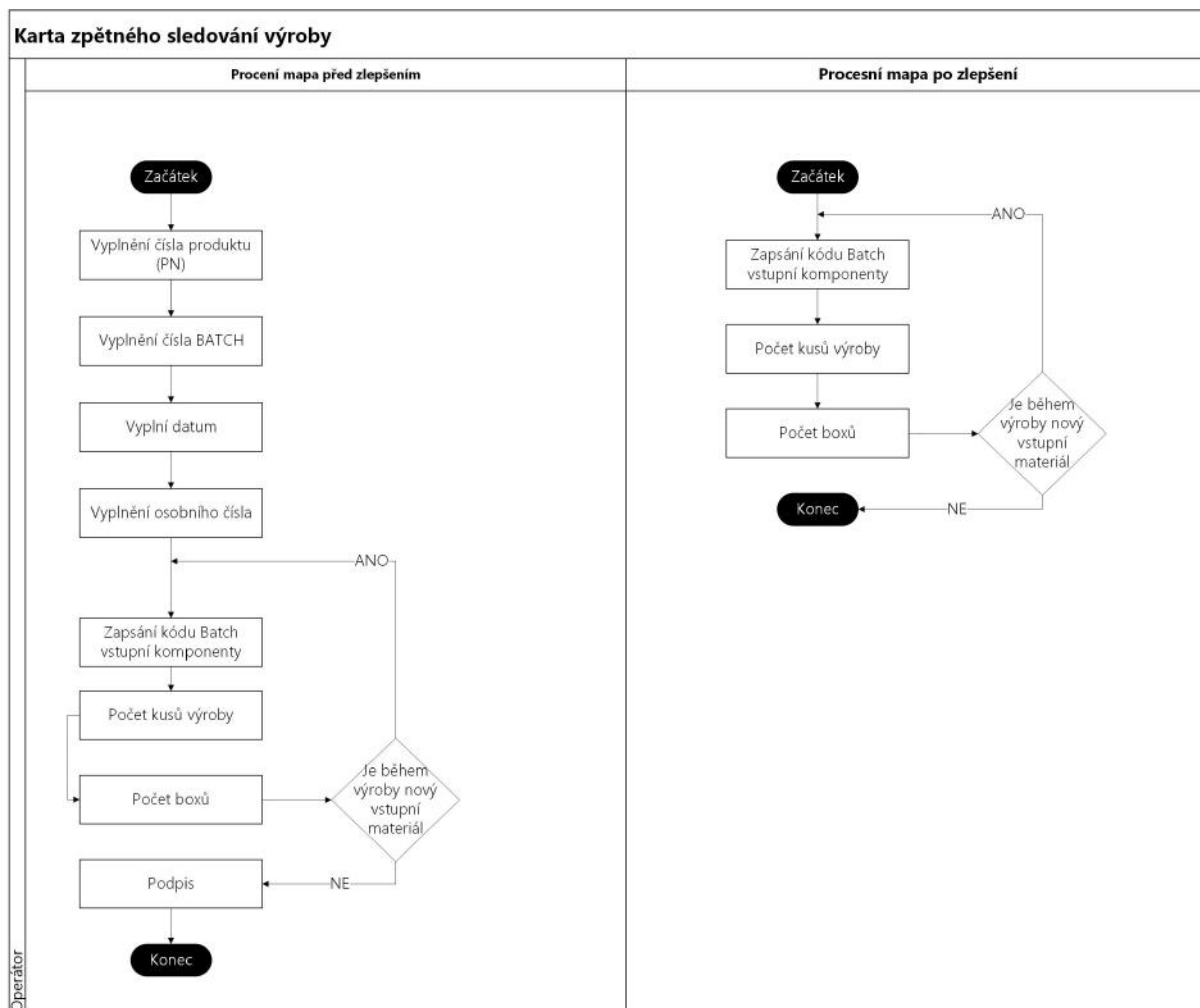 Karta zpětného sledování výroby
Procení mapa před zlepšením
Procesní mapa po zlepšení
Začátek
Vyplnění čísla produktu
(PN)
Vyplnění čísla BATCH
Vyplní datum
Vyplnění osobního čísla
ANO
Zapsání kódu Batch
vstupní komponenty
Počet kusů výroby
Počet boxů
Je během
výroby nový
vstupní
materiál
NE
Podpis
Konec
Operátor
Začátek
ANO
Zapsání kódu Batch
vstupní komponenty
Počet kusů výroby
Počet boxů
Je během
výroby nový
vstupní
materiál
NE
Konec